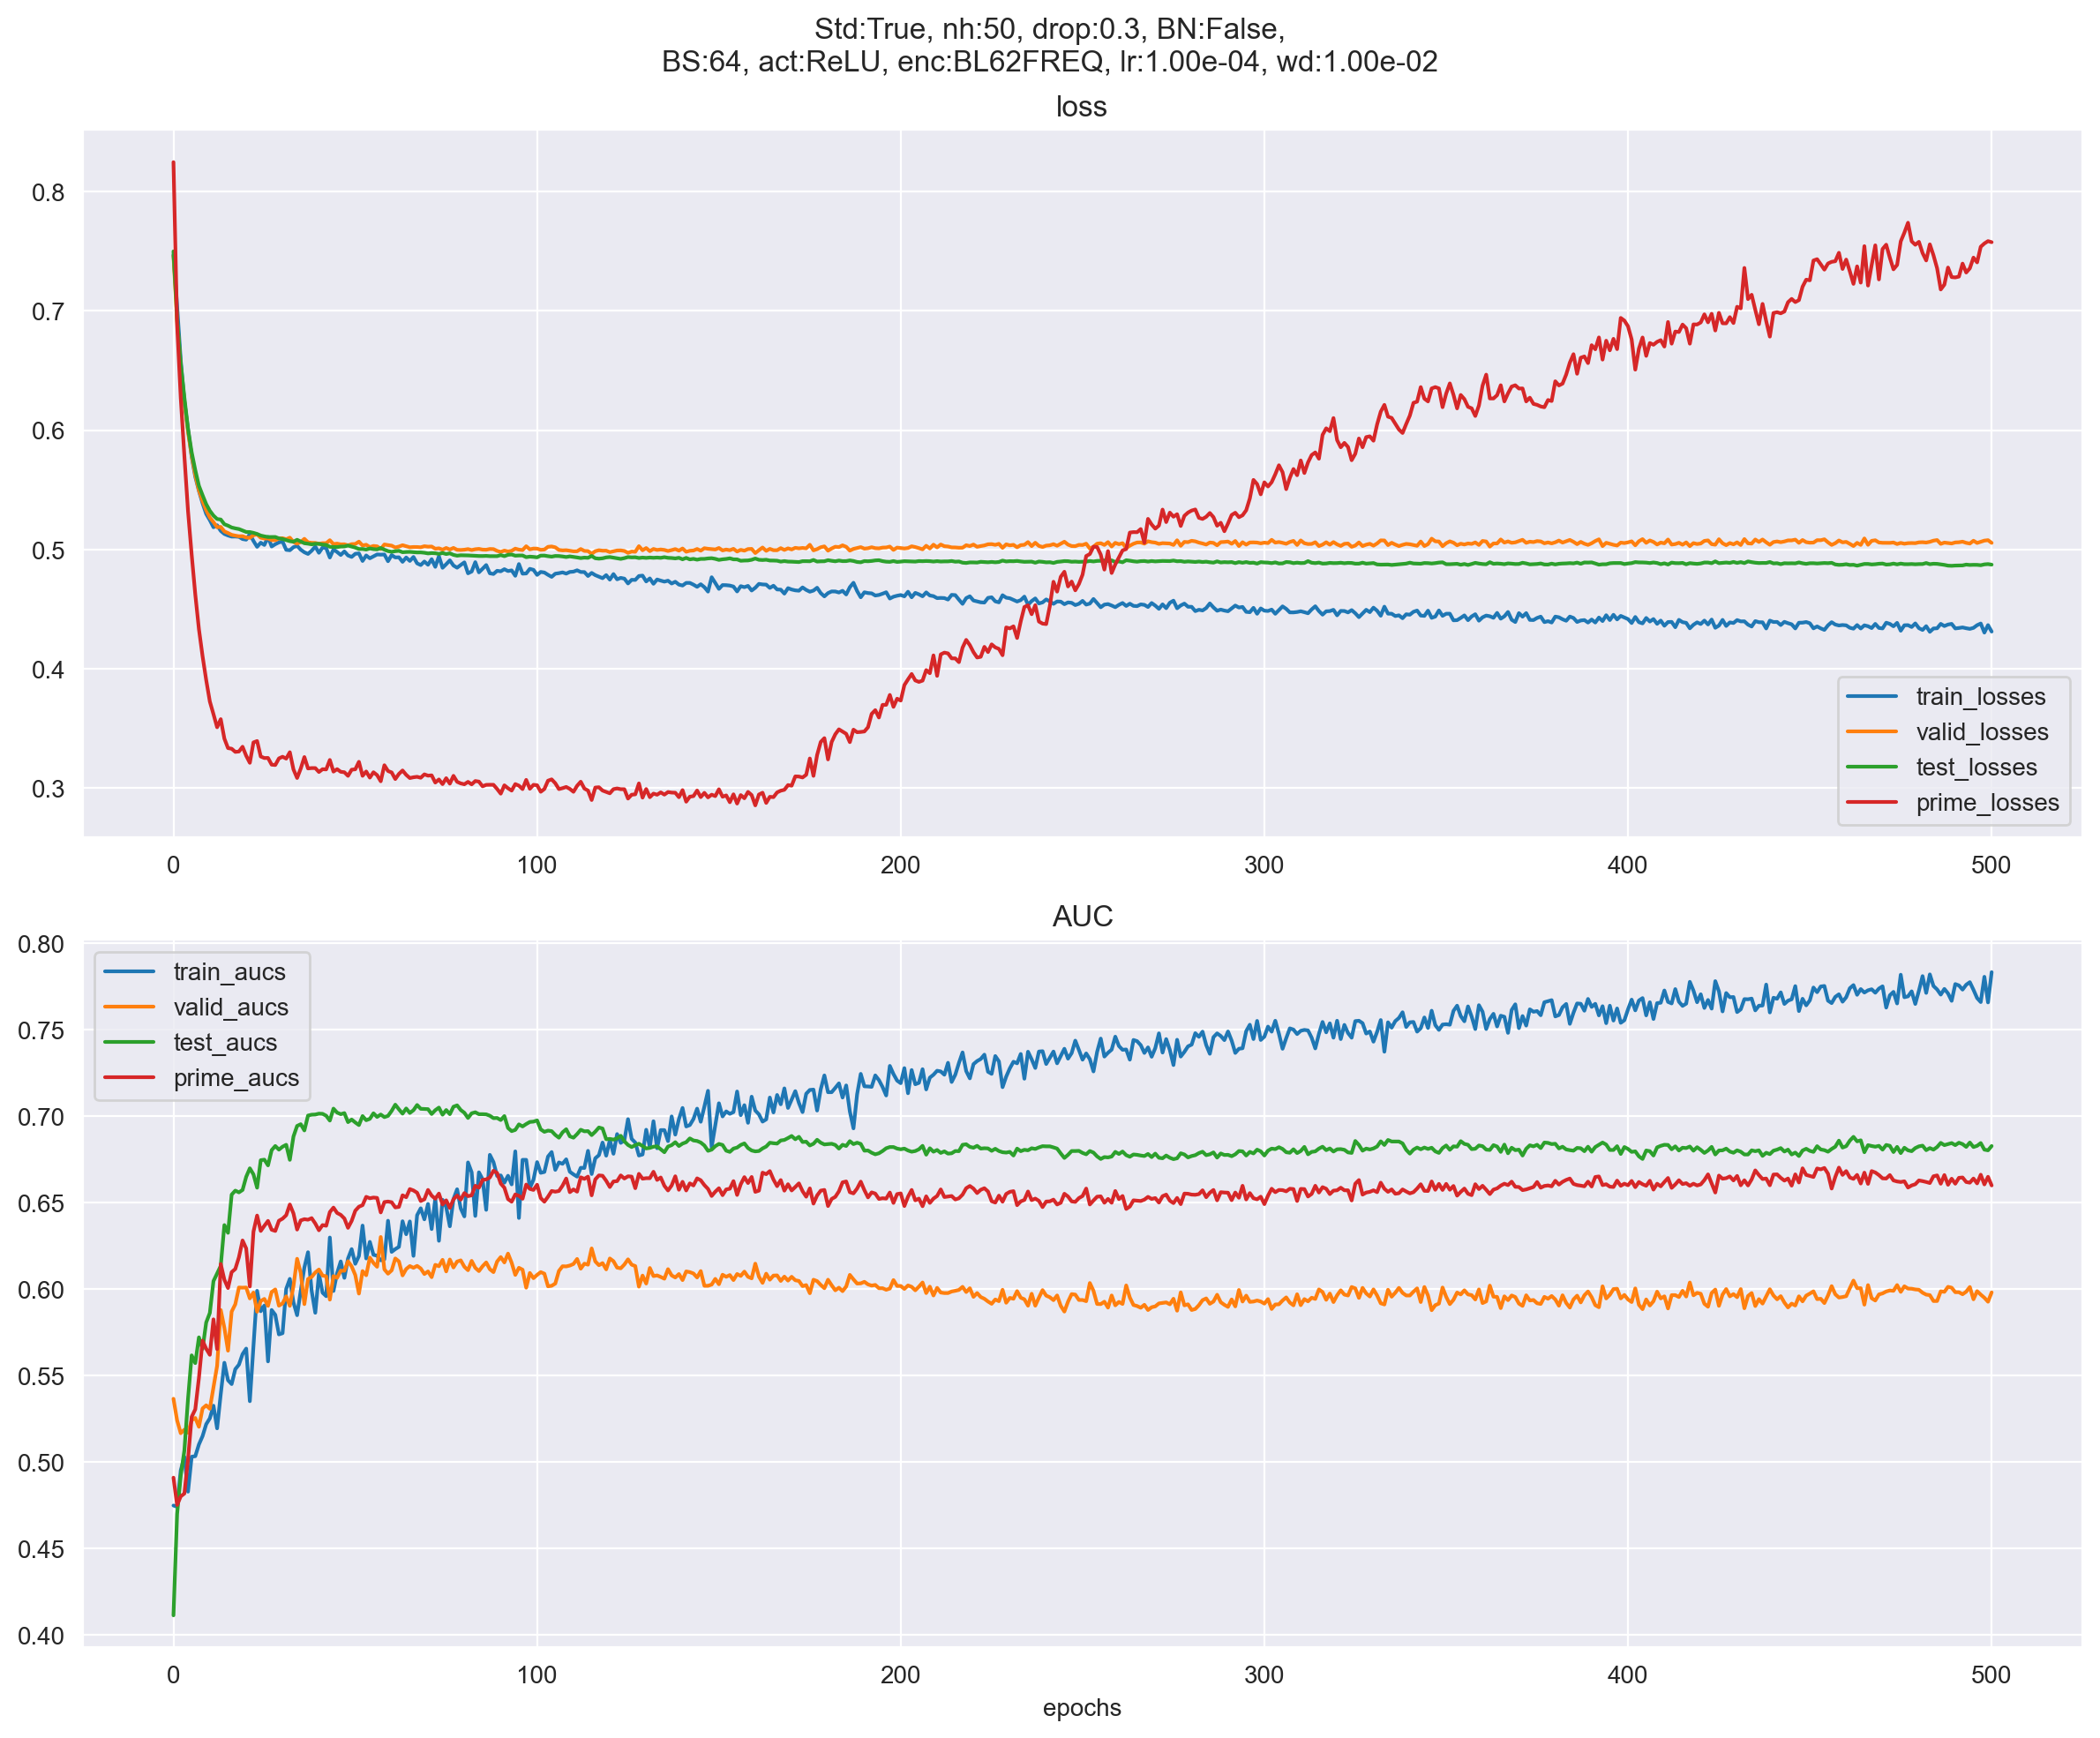 Std:True, nh:50, drop:0.3, BN:False,
BS:64, act:ReLU, enc:BL62FREQ, lr:1.00e-04, wd:1.00e-02
loss
0.8
0.7
0.6
0.5
0.4
0.3
train_losses
valid_losses
test_losses
prime_losses
0 100 200 300 400 500
AUC
0.80
0.75
0.70
0.65
0.60
0.55
0.50
0.45
0.40
train_aucs
valid_aucs
test_aucs
prime_aucs
0 100 200 300 400 500
epochs